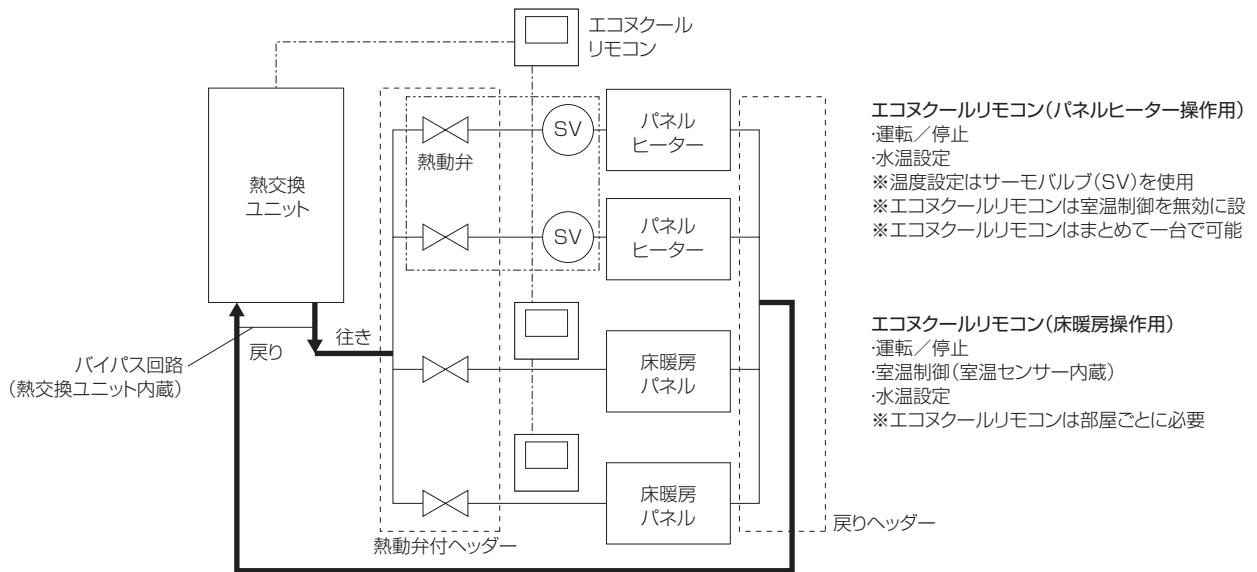 エコヌクール
リモコン
熱交換
ユニット
熱動弁
SV
パネル
ヒーター
SV
パネル
ヒーター
往き
戻り
バイパス回路
(熱交換ユニット内蔵)
床暖房
パネル
床暖房
パネル
熱動弁付ヘッダー
戻りヘッダー
エコヌクールリモコン(パネルヒーター操作用)
·運転/停止
·水温設定
※温度設定はサーモバルブ(SV)を使用
※エコヌクールリモコンは室温制御を無効に設
※エコヌクールリモコンはまとめて一台で可能
エコヌクールリモコン(床暖房操作用)
·運転/停止
·室温制御(室温センサー内蔵)
·水温設定
※エコヌクールリモコンは部屋ごとに必要